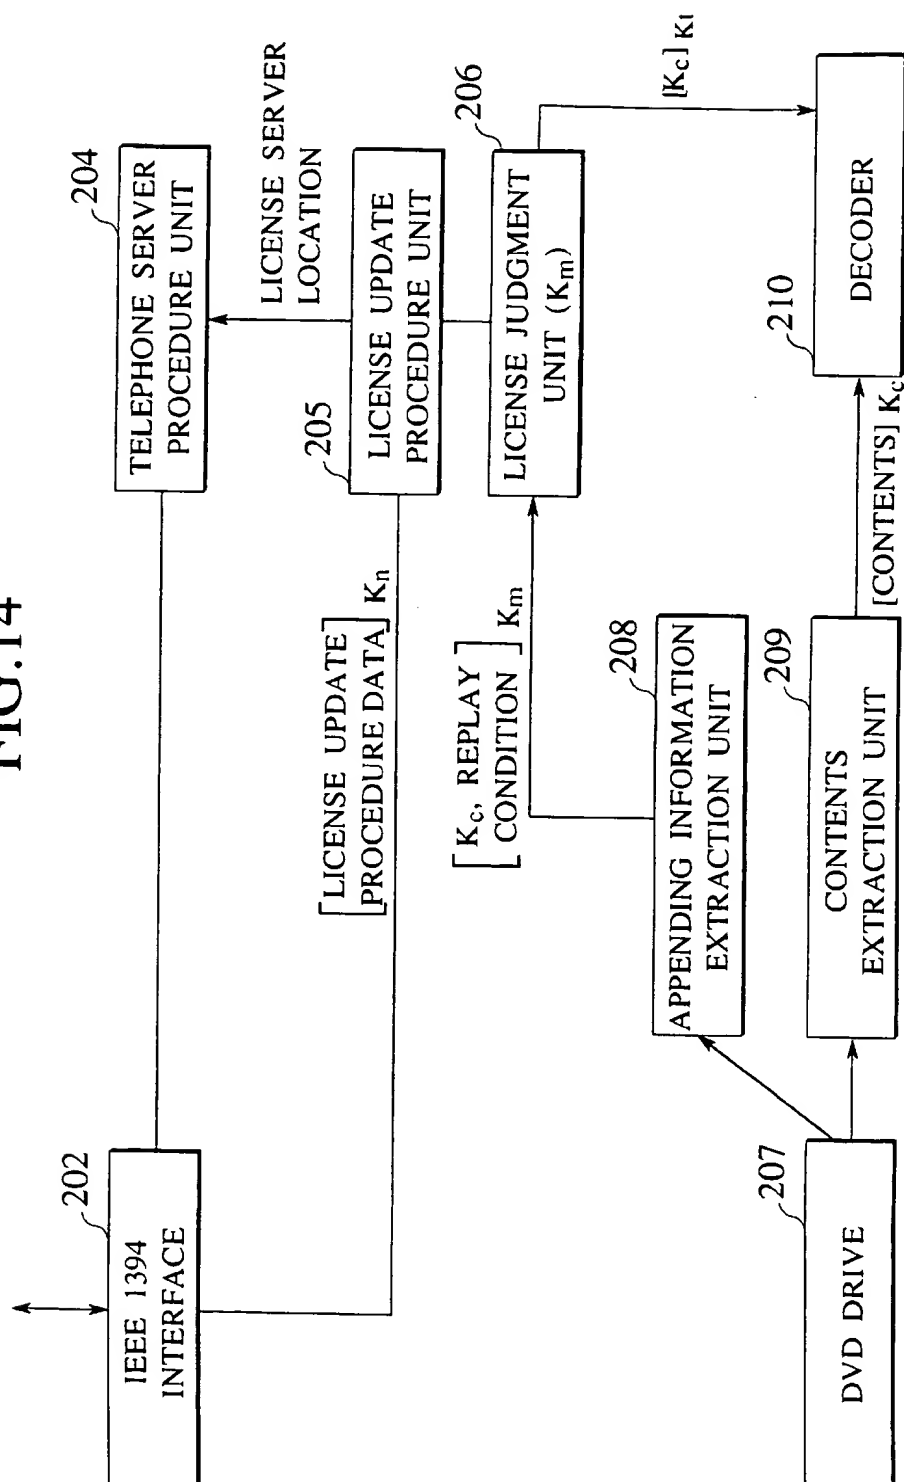 FIG.14
202
IEEE 1394
INTERFACE
204
TELEPHONE SERVER
PROCEDURE UNIT
LICENSE SERVER
LOCATION
205
LICENSE UPDATE
PROCEDURE UNIT
[LICENSE UPDATE
PROCEDURE DATA] Kn
206
LICENSE JUDGMENT
UNIT (Km)
[Kc, REPLAY
CONDITION] Km
[Kc] Kt
207
DVD DRIVE
208
APPENDING INFORMATION
EXTRACTION UNIT
209
CONTENTS
EXTRACTION UNIT
[CONTENTS] Kc
210
DECODER